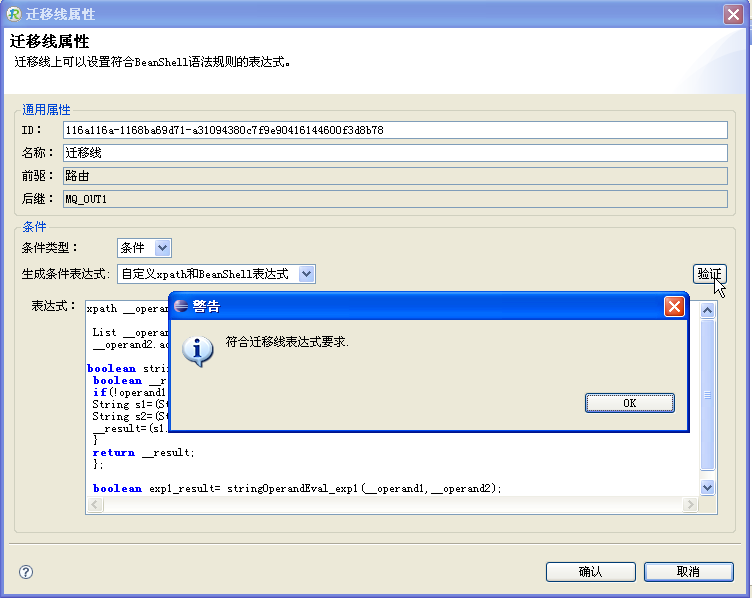 迁移线属性
迁移线属性
迁移线上可以设置符合BeanShell语法规则的表达式。
通用属性
ID: 116a116a-1168ba69d71-a31094380c7f9e90416144600f3d8b78
名称: 迁移线
前驱: 路由
后继: MQ_OUT1
条件
条件类型: 条件
生成条件表达式: 自定义xpath和BeanShell表达式 验证
表达式: xpath __operan
List __opera
__operand2.a
boolean stri
boolean __r
if(!operand1
String s1=(St
String s2=(St
__result=(s1.
}
return __result;
};
boolean exp1_result= stringOperandEval_exp1(__operand1,__operand2);
警告
符合迁移线表达式要求.
OK
确认 取消